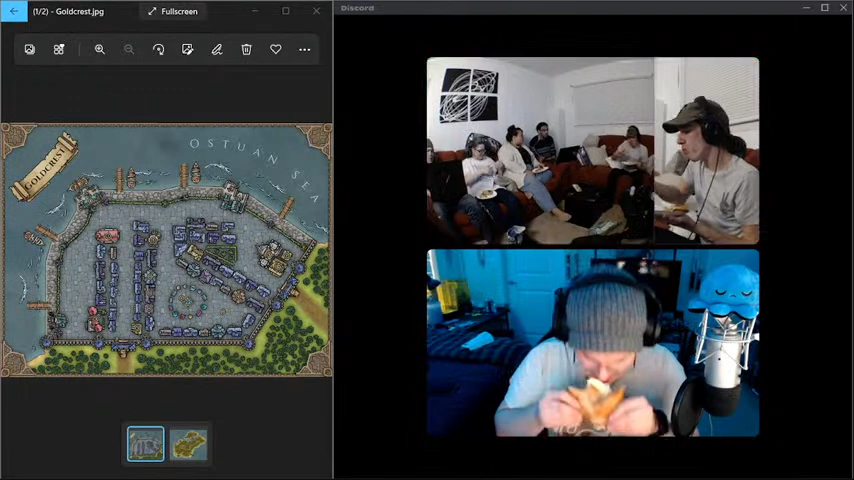 (1/2) - Goldcrest.jpg
Fullscreen
Discord
GOLDCREST
OSTUAN SEA